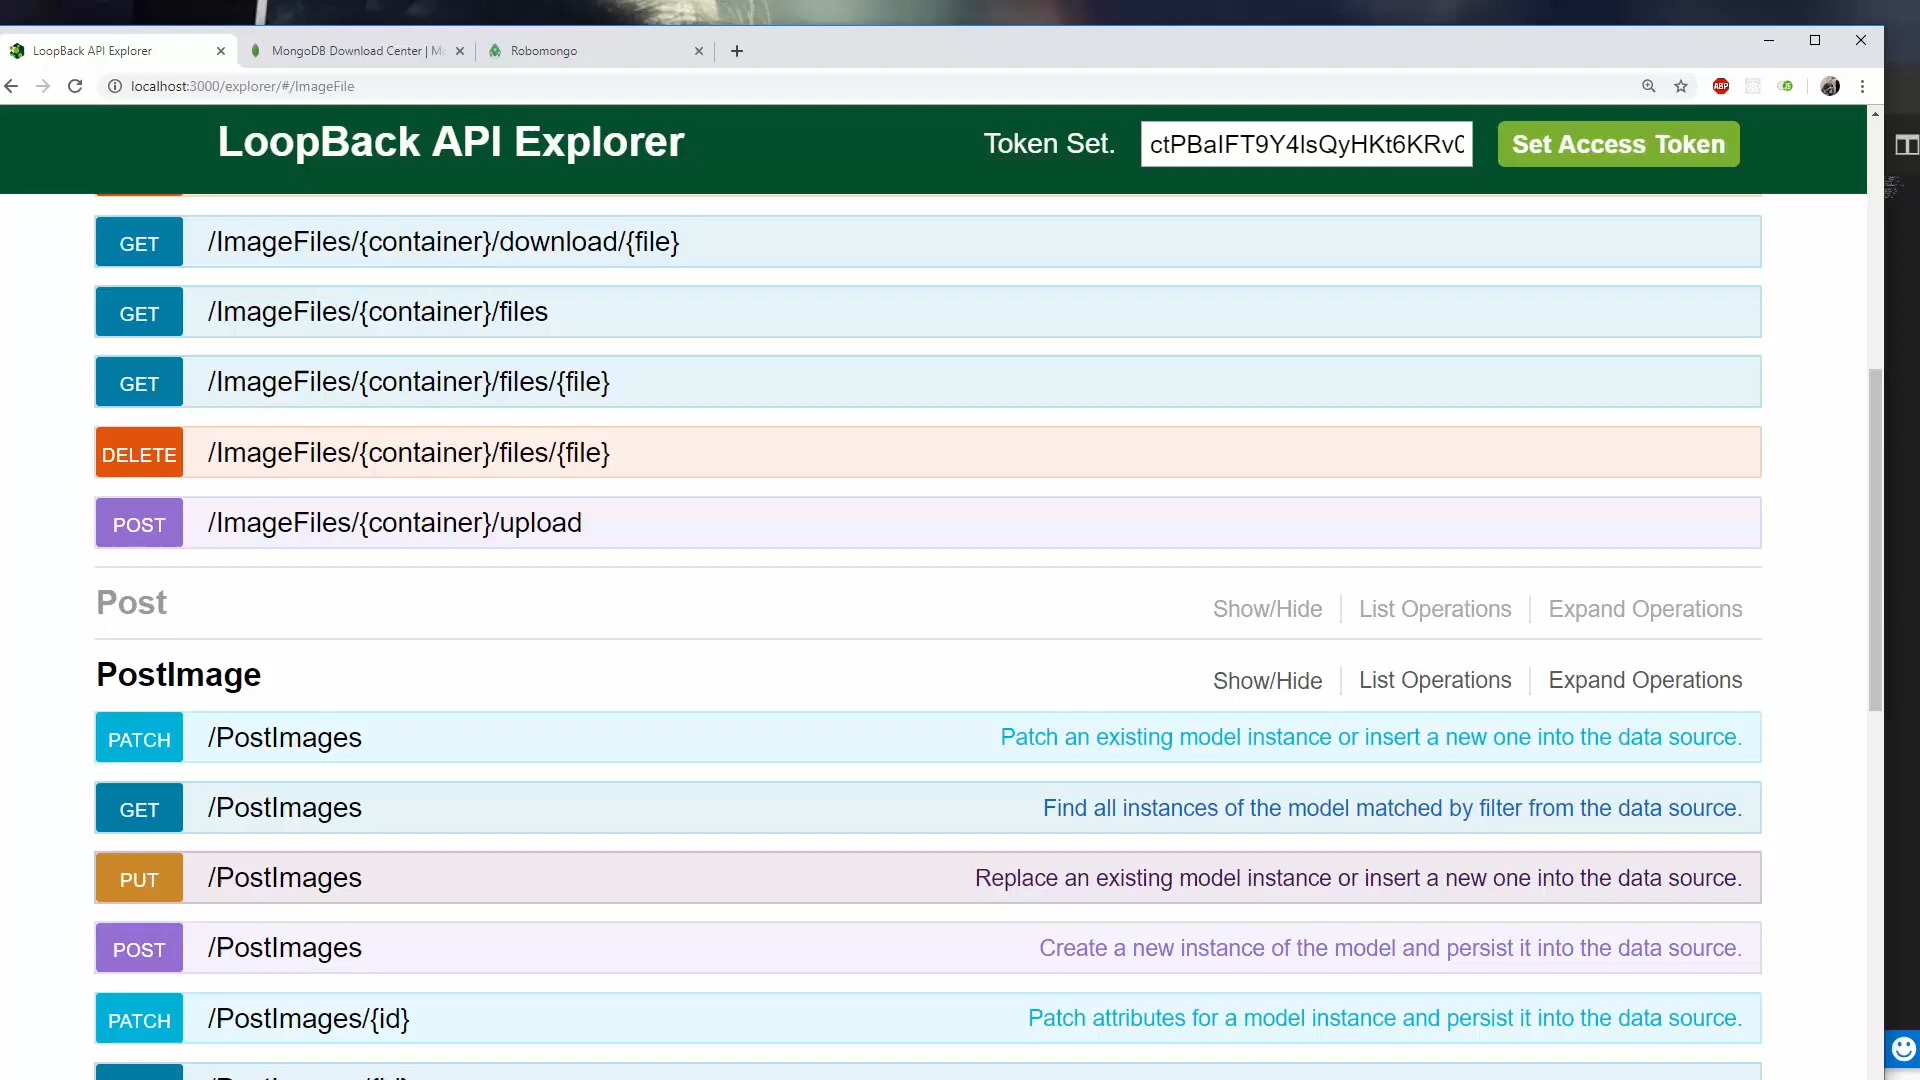 LoopBack API Explorer
MongoDB Download Center | Mo
Robomongo
localhost:3000/explorer/#/ImageFile
ABP
LoopBack API Explorer
Token Set.
Set Access Token
GET /ImageFiles/{container}/download/{file}
GET /ImageFiles/{container}/files
GET /ImageFiles/{container}/files/{file}
DELETE /ImageFiles/{container}/files/{file}
POST /ImageFiles/{container}/upload
Post Show/Hide List Operations Expand Operations
PostImage Show/Hide List Operations Expand Operations
PATCH /PostImages Patch an existing model instance or insert a new one into the data source.
GET /PostImages Find all instances of the model matched by filter from the data source.
PUT /PostImages Replace an existing model instance or insert a new one into the data source.
POST /PostImages Create a new instance of the model and persist it into the data source.
PATCH /PostImages/{id} Patch attributes for a model instance and persist it into the data source.